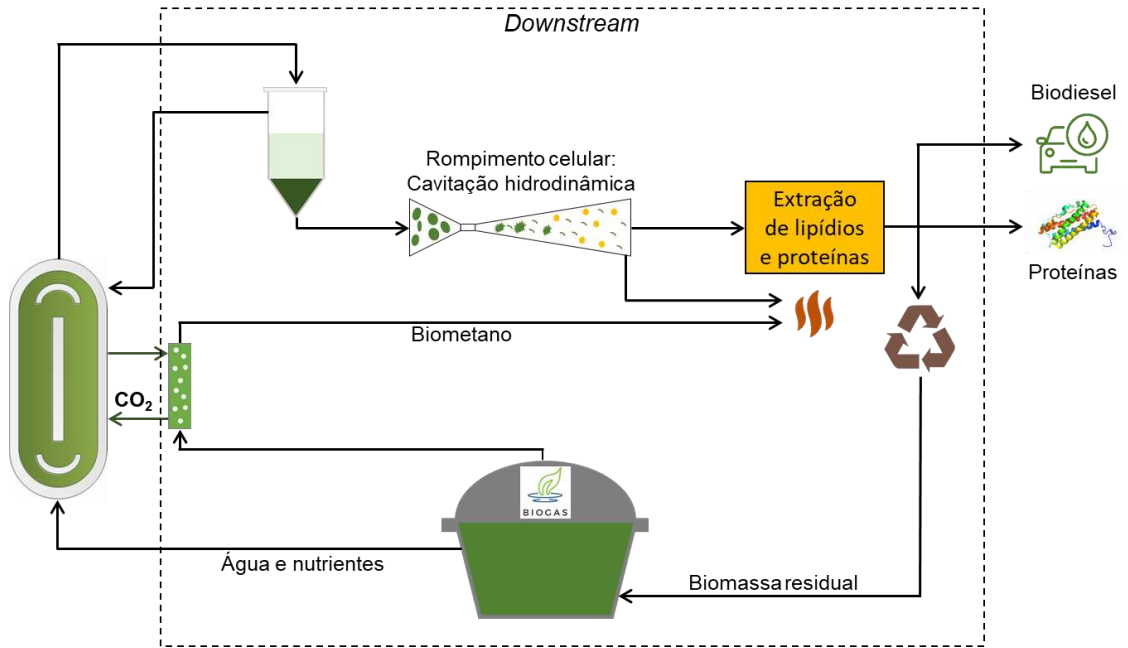 Downstream
Biodiesel
Rompimento celular:
Cavitação hidrodinâmica
Extração
de lipídios
e proteínas
Proteínas
Biometano
CO₂
BIOGAS
Água e nutrientes
Biomassa residual